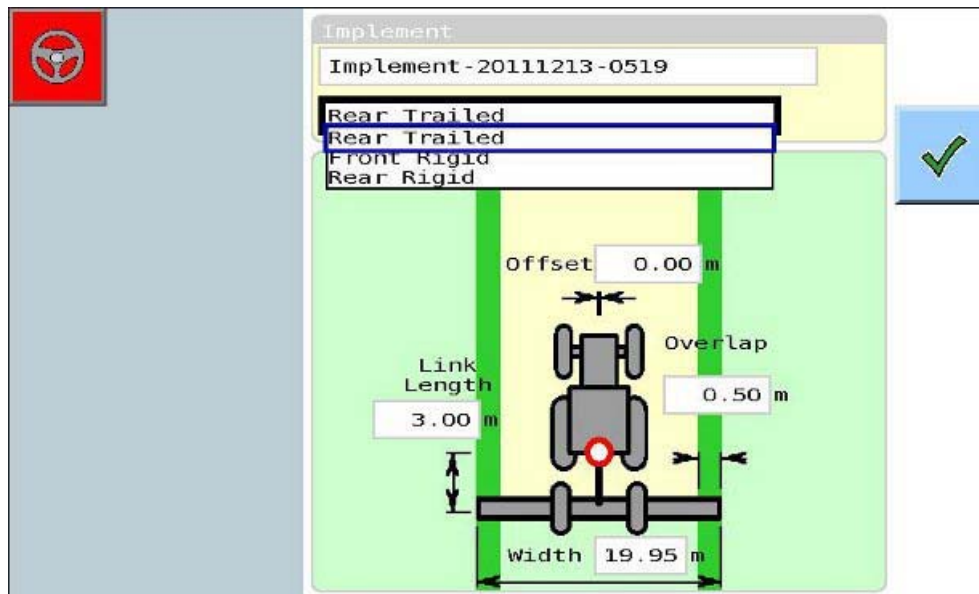 Implement
Implement-20111213-0519
Rear Trailed
Rear Trailed
Front Rigid
Rear Rigid
Offset 0.00 m
Overlap
0.50 m
Link
Length
3.00 m
Width 19.95 m